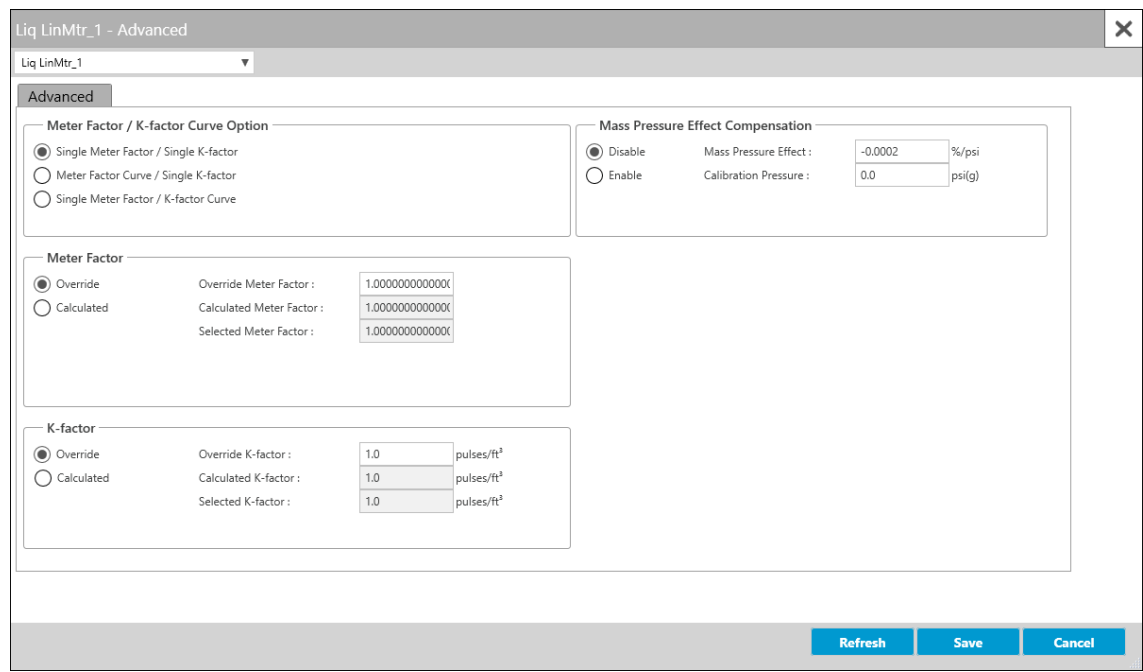 Liq LinMtr_1 - Advanced
Liq LinMtr_1
Advanced
Meter Factor / K-factor Curve Option
Single Meter Factor / Single K-factor
Meter Factor Curve / Single K-factor
Single Meter Factor / K-factor Curve
Mass Pressure Effect Compensation
Disable Mass Pressure Effect : -0.0002 %/psi
Enable Calibration Pressure : 0.0 psi(g)
Meter Factor
Override Override Meter Factor : 1.000000000000
Calculated Calculated Meter Factor : 1.000000000000
Selected Meter Factor : 1.000000000000
K-factor
Override Override K-factor : 1.0 pulses/ft³
Calculated Calculated K-factor : 1.0 pulses/ft³
Selected K-factor : 1.0 pulses/ft³
Refresh Save Cancel